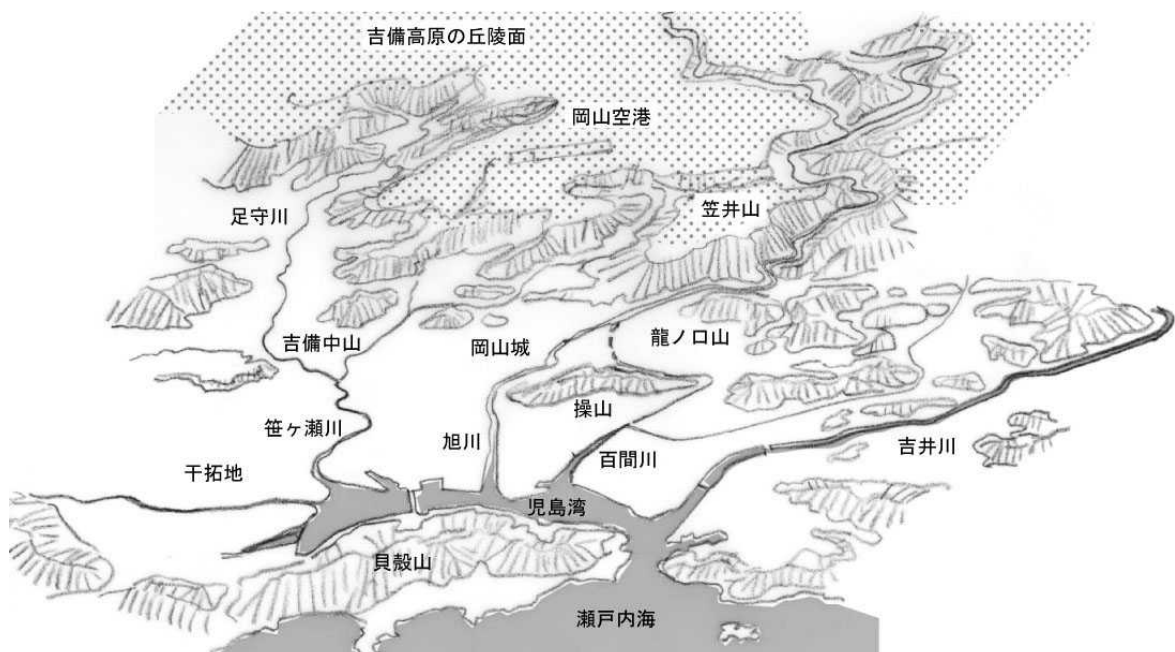 吉備高原の丘陵面
岡山空港
足守川
笠井山
吉備中山
岡山城
龍ノ口山
操山
笹ヶ瀬川
旭川
百間川
吉井川
干拓地
児島湾
貝殻山
瀬戸内海